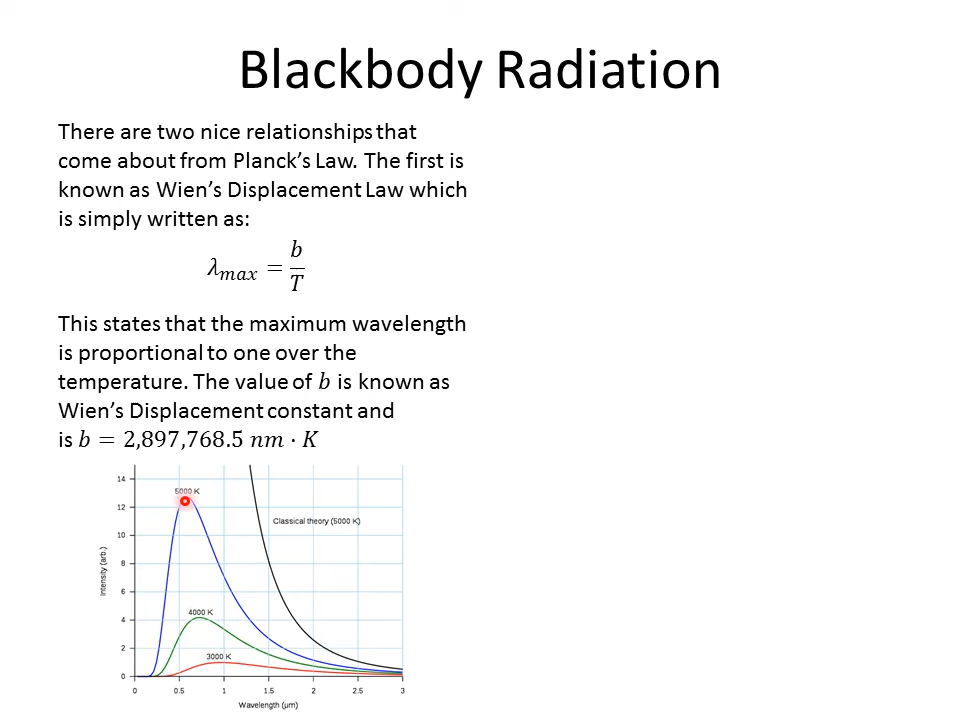 Blackbody Radiation
There are two nice relationships that
come about from Planck's Law. The first is
known as Wien's Displacement Law which
is simply written as:
λmax = b/T
This states that the maximum wavelength
is proportional to one over the
temperature. The value of b is known as
Wien's Displacement constant and
is b = 2,897,768.5 nm · K
14
12
10
8
6
4
2
0
Intensity (arb.)
5000 K
Classical theory (5000 K)
4000 K
3000 K
0 0.5 1 1.5 2 2.5 3
Wavelength (μm)